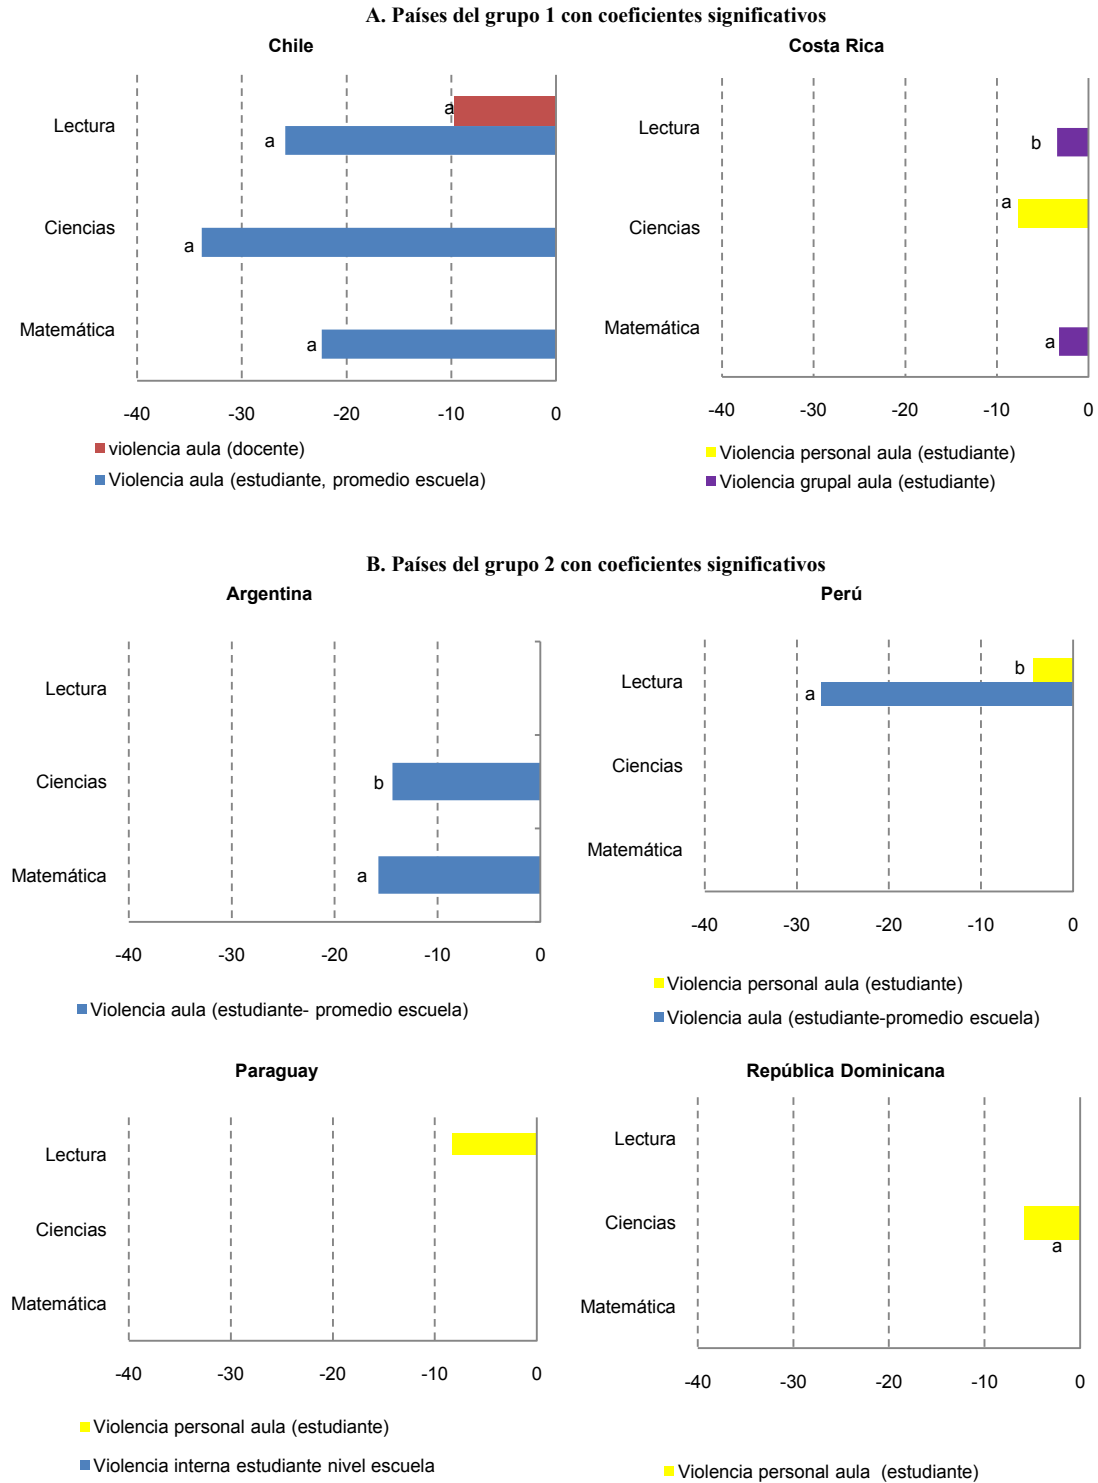 A. Países del grupo 1 con coeficientes significativos
Chile
-40 -30 -20 -10 0
Lectura
a
a
Ciencias
a
Matemática
a
violencia aula (docente)
Violencia aula (estudiante, promedio escuela)
Costa Rica
Lectura
b
Ciencias
a
Matemática
a
-40 -30 -20 -10 0
Violencia personal aula (estudiante)
Violencia grupal aula (estudiante)
B. Países del grupo 2 con coeficientes significativos
Argentina
Lectura
Ciencias
b
Matemática
a
-40 -30 -20 -10 0
Violencia aula (estudiante- promedio escuela)
Perú
Lectura
b
a
Ciencias
Matemática
-40 -30 -20 -10 0
Violencia personal aula (estudiante)
Violencia aula (estudiante-promedio escuela)
Paraguay
Lectura
Ciencias
Matemática
-40 -30 -20 -10 0
Violencia personal aula (estudiante)
Violencia interna estudiante nivel escuela
República Dominicana
Lectura
Ciencias
a
Matemática
-40 -30 -20 -10 0
Violencia personal aula (estudiante)